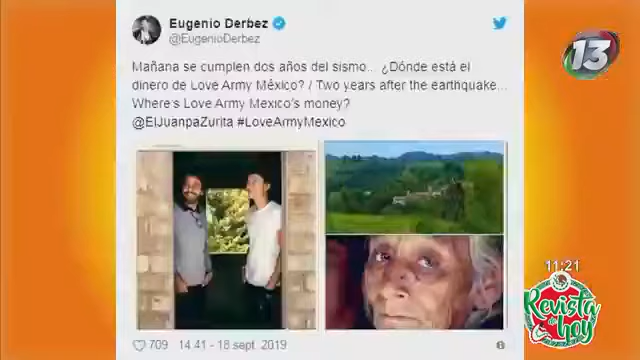 Eugenio Derbez
@EugenioDerbez
Mañana se cumplen dos años del sismo... ¿Dónde está el
dinero de Love Army México? / Two years after the earthquake...
Where's Love Army Mexico's money?
@ElJuanpaZurita #LoveArmyMexico
709 14:41 - 18 sept. 2019
13
11:21
Revista
de
hoy